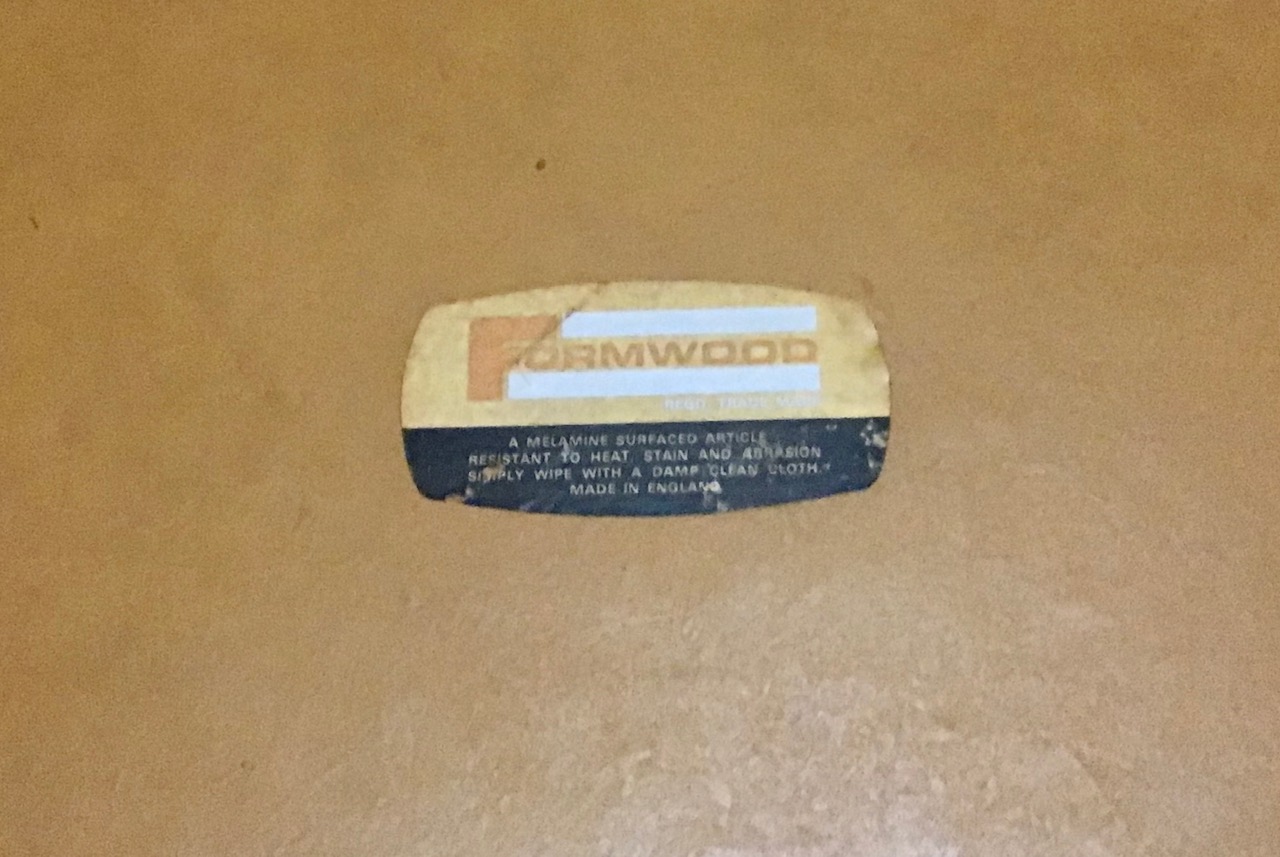 FORMWOOD
REGD. TRADE MARK
A MELAMINE SURFACED ARTICLE
RESISTANT TO HEAT, STAIN AND ABRASION
SIMPLY WIPE WITH A DAMP CLEAN CLOTH.
MADE IN ENGLAND